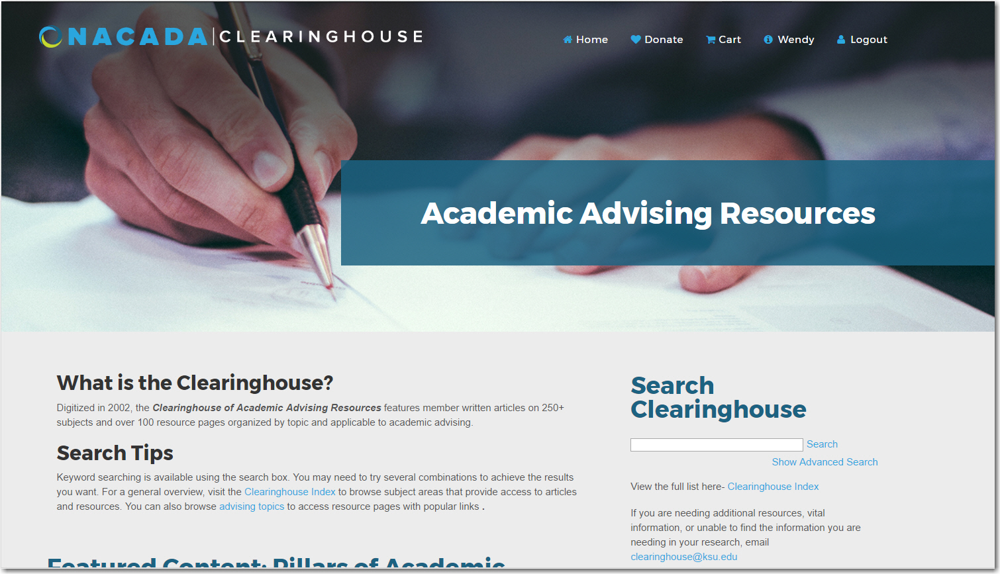 NACADA | CLEARINGHOUSE
Home Donate Cart Wendy Logout
Academic Advising Resources
What is the Clearinghouse?
Digitized in 2002, the Clearinghouse of Academic Advising Resources features member written articles on 250+
subjects and over 100 resource pages organized by topic and applicable to academic advising.
Search Tips
Keyword searching is available using the search box. You may need to try several combinations to achieve the results
you want. For a general overview, visit the Clearinghouse Index to browse subject areas that provide access to articles
and resources. You can also browse advising topics to access resource pages with popular links .
Featured Content: Pillars of Academic
Search
Clearinghouse
Search
Show Advanced Search
View the full list here- Clearinghouse Index
If you are needing additional resources, vital
information, or unable to find the information you are
needing in your research, email
clearinghouse@ksu.edu